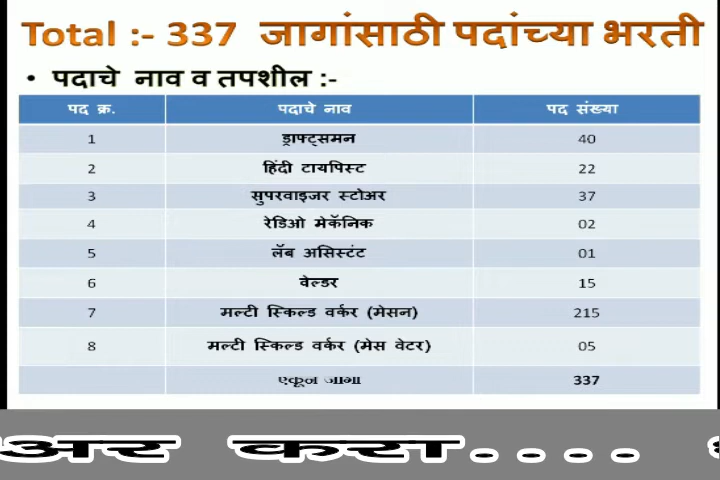 Total :- 337 जागांसाठी पदांच्या भरती
• पदाचे नाव व तपशील :-
पद क्र. पदाचे नाव पद संख्या
1 ड्राफ्ट्समन 40
2 हिंदी टायपिस्ट 22
3 सुपरवाइजर स्टोअर 37
4 रेडिओ मेकॅनिक 02
5 लॅब असिस्टंट 01
6 वेल्डर 15
7 मल्टी स्किल्ड वर्कर (मेसन) 215
8 मल्टी स्किल्ड वर्कर (मेस वेटर) 05
एकून जागा 337
करा....